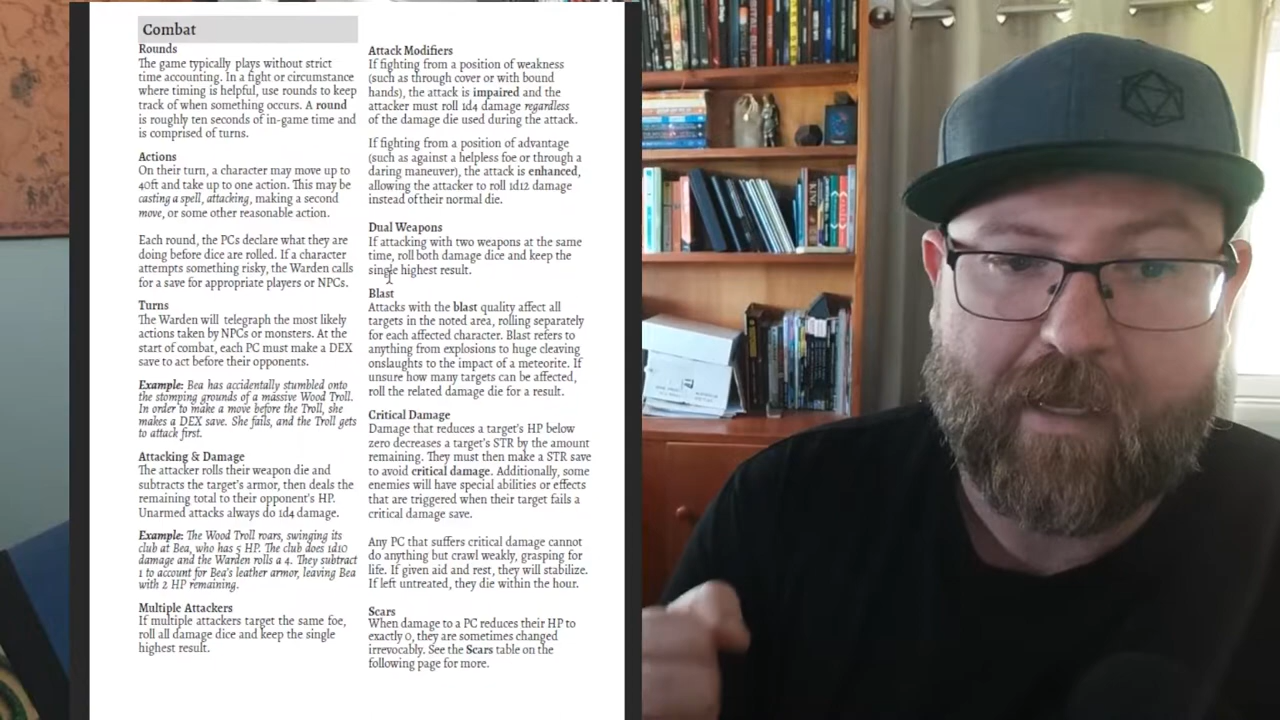 Combat
Rounds
The game typically plays without strict
time accounting. In a fight or circumstance
where timing is helpful, use rounds to keep
track of when something occurs. A round
is roughly ten seconds of in-game time and
is comprised of turns.
Actions
On their turn, a character may move up to
40ft and take up to one action. This may be
casting a spell, attacking, making a second
move, or some other reasonable action.
Each round, the PCs declare what they are
doing before dice are rolled. If a character
attempts something risky, the Warden calls
for a save for appropriate players or NPCs.
Turns
The Warden will telegraph the most likely
actions taken by NPCs or monsters. At the
start of combat, each PC must make a DEX
save to act before their opponents.
Example: Bea has accidentally stumbled onto
the stomping grounds of a massive Wood Troll.
In order to make a move before the Troll, she
makes a DEX save. She fails, and the Troll gets
to attack first.
Attacking & Damage
The attacker rolls their weapon die and
subtracts the target's armor, then deals the
remaining total to their opponent's HP.
Unarmed attacks always do 1d4 damage.
Example: The Wood Troll roars, swinging its
club at Bea, who has 5 HP. The club does 1d10
damage and the Warden rolls a 4. They subtract
1 to account for Bea's leather armor, leaving Bea
with 2 HP remaining.
Multiple Attackers
If multiple attackers target the same foe,
roll all damage dice and keep the single
highest result.
Attack Modifiers
If fighting from a position of weakness
(such as through cover or with bound
hands), the attack is impaired and the
attacker must roll 1d4 damage regardless
of the damage die used during the attack.
If fighting from a position of advantage
(such as against a helpless foe or through a
daring maneuver), the attack is enhanced,
allowing the attacker to roll 1d12 damage
instead of their normal die.
Dual Weapons
If attacking with two weapons at the same
time, roll both damage dice and keep the
single highest result.
Blast
Attacks with the blast quality affect all
targets in the noted area, rolling separately
for each affected character. Blast refers to
anything from explosions to huge cleaving
onslaughts to the impact of a meteorite. If
unsure how many targets can be affected,
roll the related damage die for a result.
Critical Damage
Damage that reduces a target's HP below
zero decreases a target's STR by the amount
remaining. They must then make a STR save
to avoid critical damage. Additionally, some
enemies will have special abilities or effects
that are triggered when their target fails a
critical damage save.
Any PC that suffers critical damage cannot
do anything but crawl weakly, grasping for
life. If given aid and rest, they will stabilize.
If left untreated, they die within the hour.
Scars
When damage to a PC reduces their HP to
exactly 0, they are sometimes changed
irrevocably. See the Scars table on the
following page for more.
KING